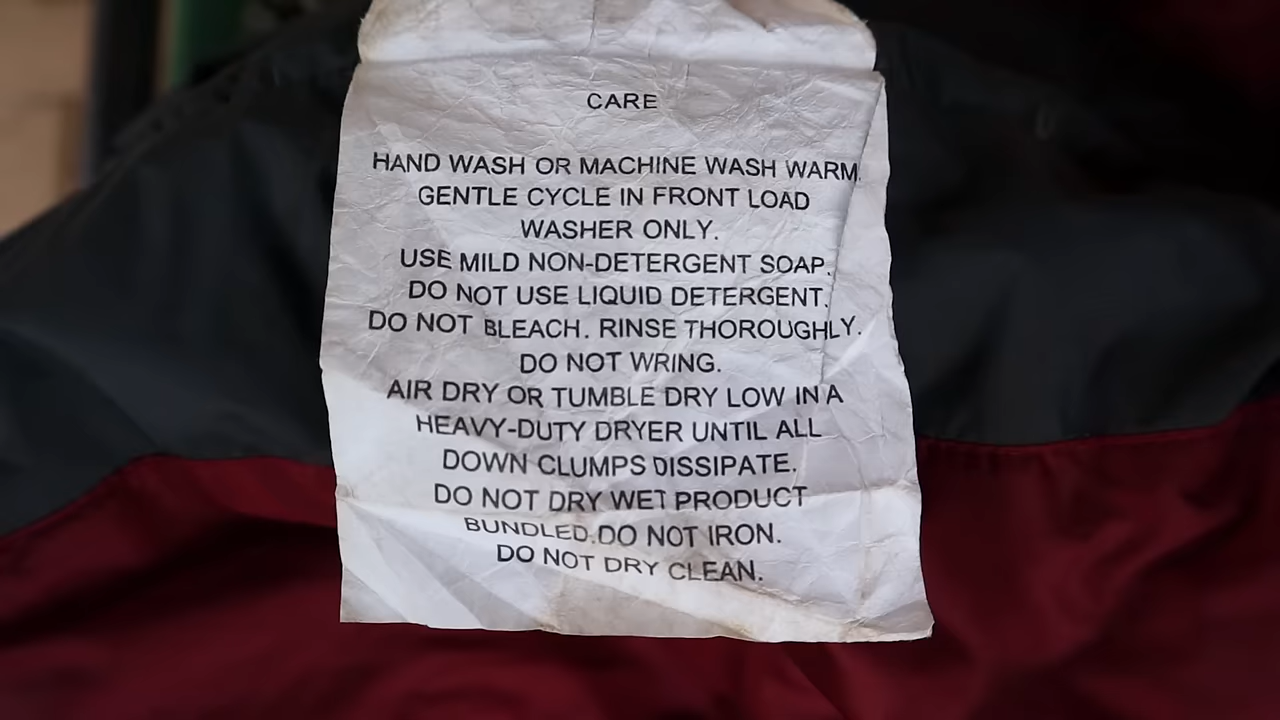 CARE
HAND WASH OR MACHINE WASH WARM.
GENTLE CYCLE IN FRONT LOAD
WASHER ONLY.
USE MILD NON-DETERGENT SOAP.
DO NOT USE LIQUID DETERGENT.
DO NOT BLEACH. RINSE THOROUGHLY.
DO NOT WRING.
AIR DRY OR TUMBLE DRY LOW IN A
HEAVY-DUTY DRYER UNTIL ALL
DOWN CLUMPS DISSIPATE.
DO NOT DRY WET PRODUCT
BUNDLED. DO NOT IRON.
DO NOT DRY CLEAN.